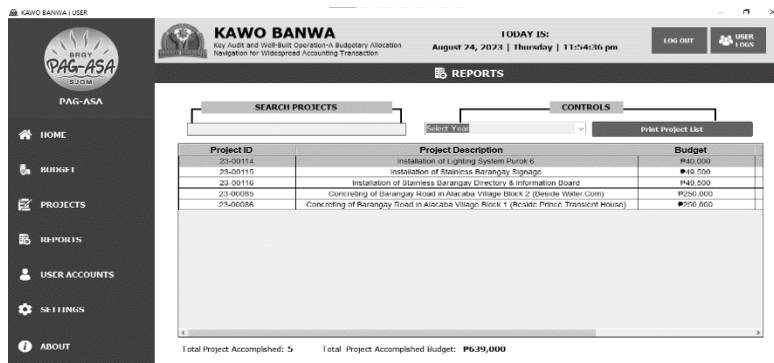 KAWO BANWA | USER
BRGY
PAG-ASA
SJDM
PAG-ASA
HOME
BUDGET
PROJECTS
REPORTS
USER ACCOUNTS
SETTINGS
ABOUT
KAWO BANWA
Key Audit and Well-Built Operation-A Budgetary Allocation
Navigation for Widespread Accounting Transaction
TODAY IS:
August 24, 2023 | Thursday | 11:54:36 pm
LOG OUT
USER
LOGS
REPORTS
SEARCH PROJECTS
CONTROLS
Select Year
Print Project List
Project ID Project Description Budget
23-00114 Installation of Lighting System Purok 6 ₱40,000
23-00115 Installation of Stainless Barangay Signage ₱49,500
23-00116 Installation of Stainless Barangay Directory & Information Board ₱49,500
23-00085 Concreting of Barangay Road in Alacaba Village Block 2 (Beside Water.Com) ₱250,000
23-00086 Concreting of Barangay Road in Alacaba Village Block 1 (Beside Prince Transient House) ₱250,000
Total Project Accomplished: 5 Total Project Accomplished Budget: ₱639,000